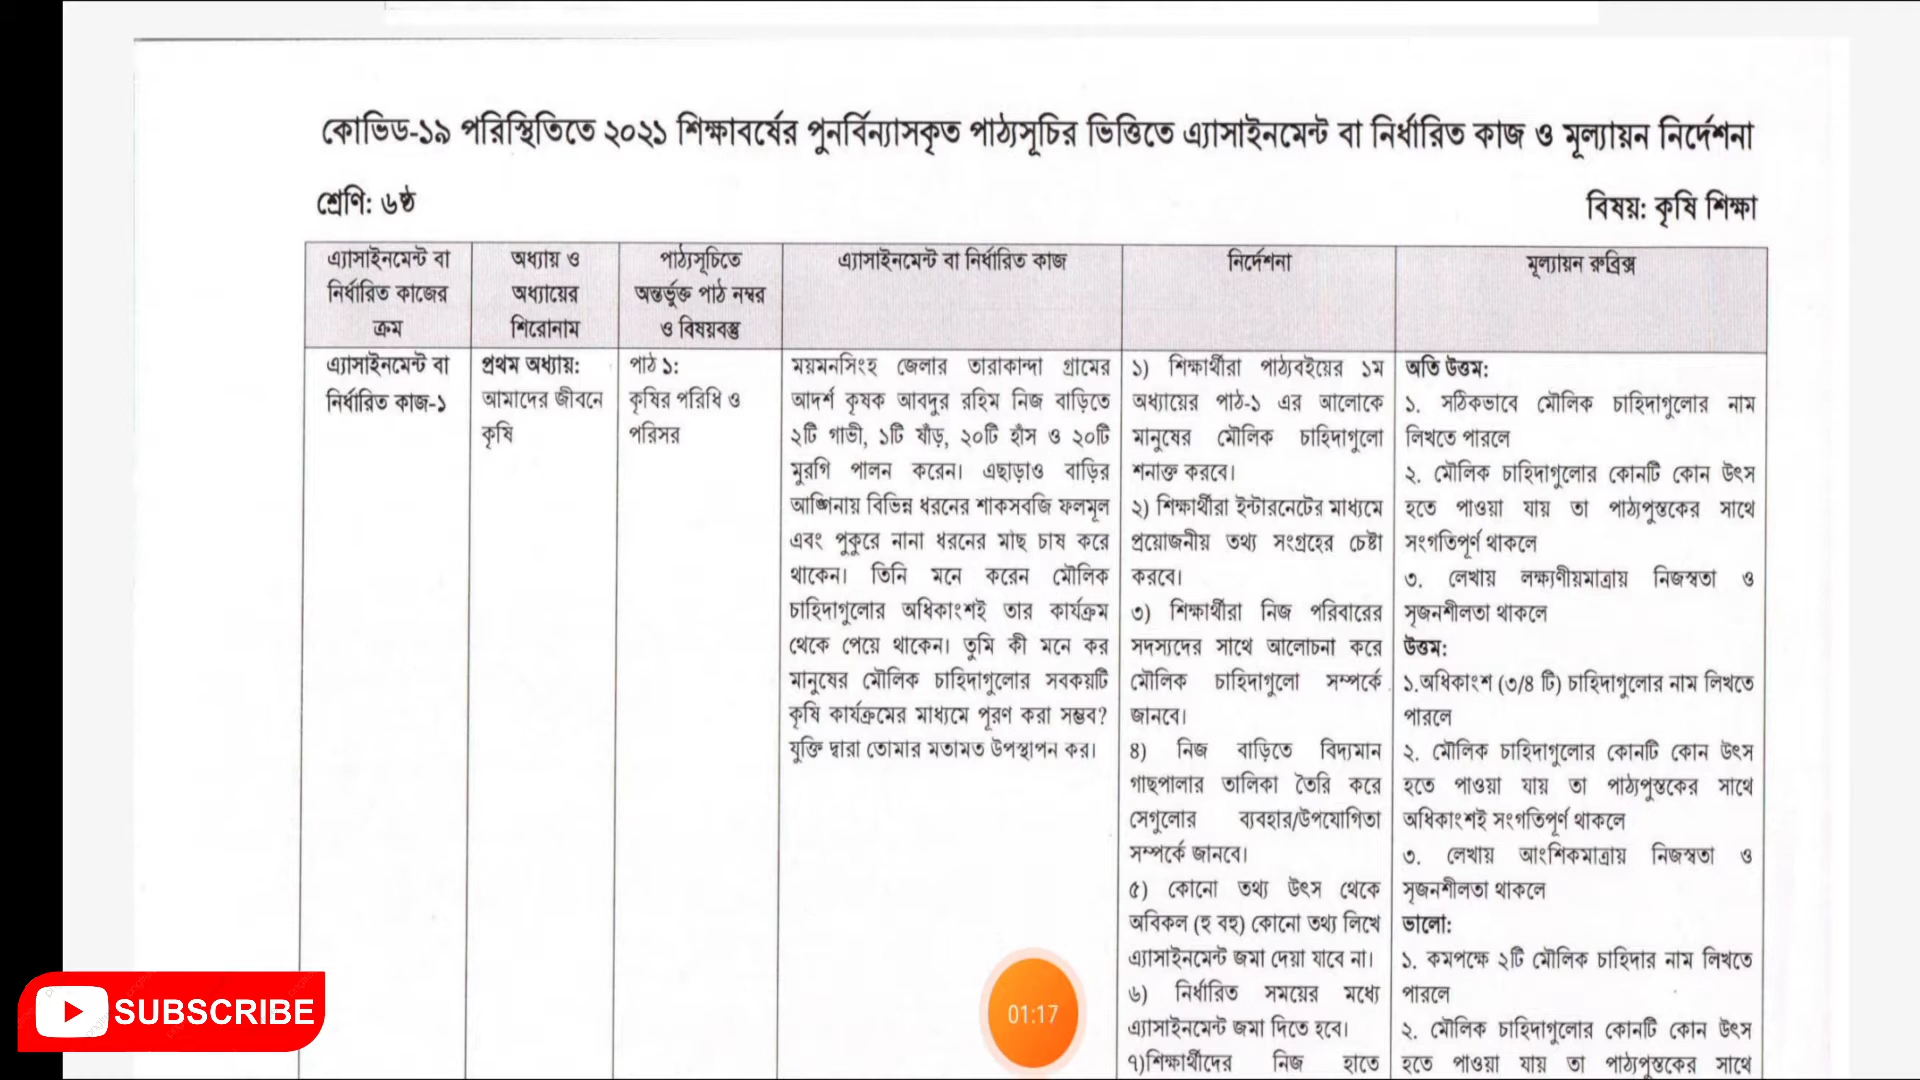 কোভিড-১৯ পরিস্থিতিতে ২০২১ শিক্ষাবর্ষের পুনর্বিন্যাসকৃত পাঠ্যসূচির ভিত্তিতে এ্যাসাইনমেন্ট বা নির্ধারিত কাজ ও মূল্যায়ন নির্দেশনা
শ্রেণি: ৬ষ্ঠ
বিষয়: কৃষি শিক্ষা
এ্যাসাইনমেন্ট বা
নির্ধারিত কাজের
ক্রম
অধ্যায় ও
অধ্যায়ের
শিরোনাম
পাঠ্যসূচিতে
অন্তর্ভুক্ত পাঠ নম্বর
ও বিষয়বস্তু
এ্যাসাইনমেন্ট বা নির্ধারিত কাজ
নির্দেশনা
মূল্যায়ন রুব্রিক্স
এ্যাসাইনমেন্ট বা
নির্ধারিত কাজ-১
প্রথম অধ্যায়:
আমাদের জীবনে
কৃষি
পাঠ ১:
কৃষির পরিধি ও
পরিসর
ময়মনসিংহ জেলার তারাকান্দা গ্রামের
আদর্শ কৃষক আবদুর রহিম নিজ বাড়িতে
২টি গাভী, ১টি ষাঁড়, ২০টি হাঁস ও ২০টি
মুরগি পালন করেন। এছাড়াও বাড়ির
আঙ্গিনায় বিভিন্ন ধরনের শাকসবজি ফলমূল
এবং পুকুরে নানা ধরনের মাছ চাষ করে
থাকেন। তিনি মনে করেন মৌলিক
চাহিদাগুলোর অধিকাংশই তার কার্যক্রম
থেকে পেয়ে থাকেন। তুমি কী মনে কর
মানুষের মৌলিক চাহিদাগুলোর সবকয়টি
কৃষি কার্যক্রমের মাধ্যমে পূরণ করা সম্ভব?
যুক্তি দ্বারা তোমার মতামত উপস্থাপন কর।
১) শিক্ষার্থীরা পাঠ্যবইয়ের ১ম
অধ্যায়ের পাঠ-১ এর আলোকে
মানুষের মৌলিক চাহিদাগুলো
শনাক্ত করবে।
২) শিক্ষার্থীরা ইন্টারনেটের মাধ্যমে
প্রয়োজনীয় তথ্য সংগ্রহের চেষ্টা
করবে।
৩) শিক্ষার্থীরা নিজ পরিবারের
সদস্যদের সাথে আলোচনা করে
মৌলিক চাহিদাগুলো সম্পর্কে
জানবে।
৪) নিজ বাড়িতে বিদ্যমান
গাছপালার তালিকা তৈরি করে
সেগুলোর ব্যবহার/উপযোগিতা
সম্পর্কে জানবে।
৫) কোনো তথ্য উৎস থেকে
অবিকল (হু বহু) কোনো তথ্য লিখে
এ্যাসাইনমেন্ট জমা দেয়া যাবে না।
৬) নির্ধারিত সময়ের মধ্যে
এ্যাসাইনমেন্ট জমা দিতে হবে।
৭)শিক্ষার্থীদের নিজ হাতে
অতি উত্তম:
১. সঠিকভাবে মৌলিক চাহিদাগুলোর নাম
লিখতে পারলে
২. মৌলিক চাহিদাগুলোর কোনটি কোন উৎস
হতে পাওয়া যায় তা পাঠ্যপুস্তকের সাথে
সংগতিপূর্ণ থাকলে
৩. লেখায় লক্ষ্যণীয়মাত্রায় নিজস্বতা ও
সৃজনশীলতা থাকলে
উত্তম:
১.অধিকাংশ (৩/৪ টি) চাহিদাগুলোর নাম লিখতে
পারলে
২. মৌলিক চাহিদাগুলোর কোনটি কোন উৎস
হতে পাওয়া যায় তা পাঠ্যপুস্তকের সাথে
অধিকাংশই সংগতিপূর্ণ থাকলে
৩. লেখায় আংশিকমাত্রায় নিজস্বতা ও
সৃজনশীলতা থাকলে
ভালো:
১. কমপক্ষে ২টি মৌলিক চাহিদার নাম লিখতে
পারলে
২. মৌলিক চাহিদাগুলোর কোনটি কোন উৎস
হতে পাওয়া যায় তা পাঠ্যপুস্তকের সাথে
SUBSCRIBE
01:17